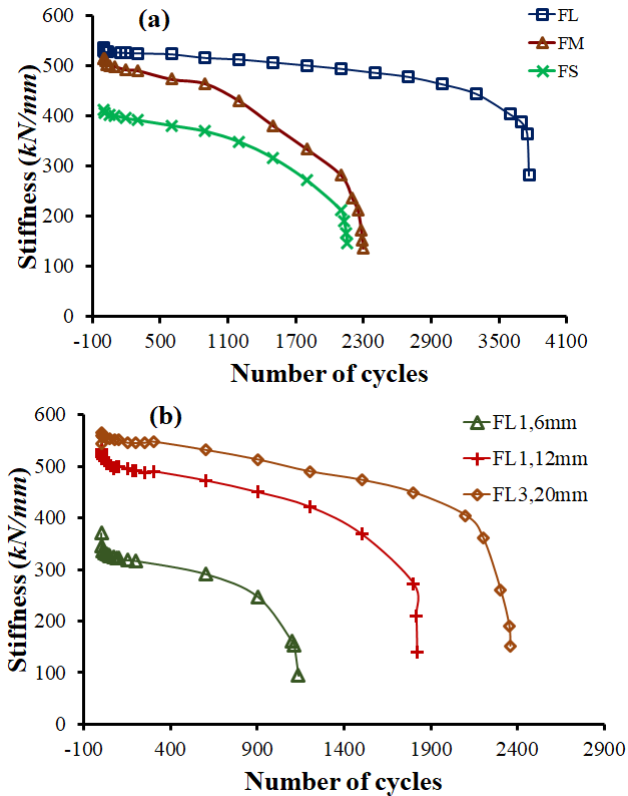 (a)
FL
FM
FS
600
500
400
300
200
100
0
Stiffness (kN/mm)
-100 500 1100 1700 2300 2900 3500 4100
Number of cycles
(b)
FL1,6mm
FL1,12mm
FL3,20mm
600
500
400
300
200
100
0
Stiffness (kN/mm)
-100 400 900 1400 1900 2400 2900
Number of cycles